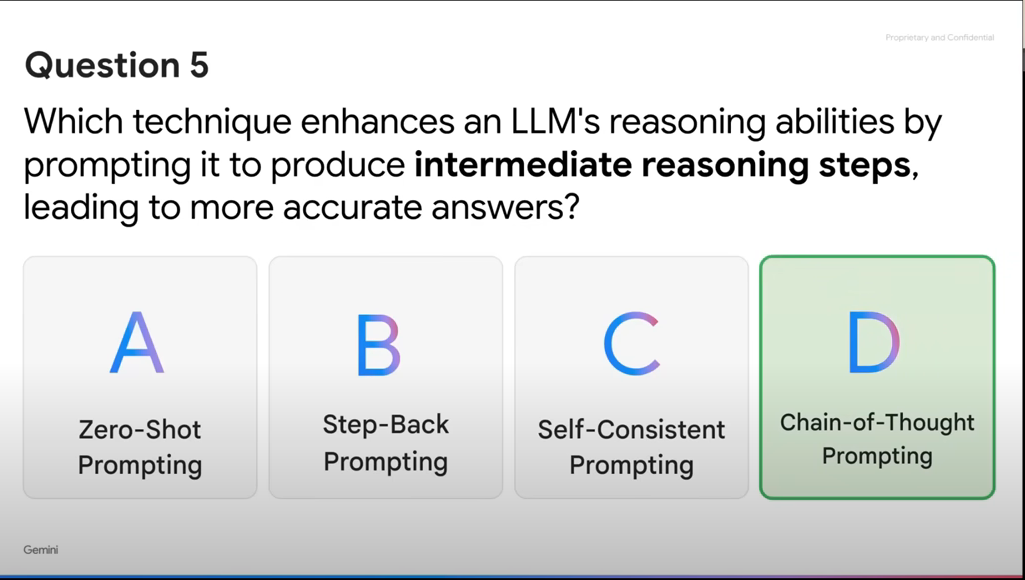 Proprietary and Confidential
Question 5
Which technique enhances an LLM's reasoning abilities by
prompting it to produce intermediate reasoning steps,
leading to more accurate answers?
A
Zero-Shot
Prompting
B
Step-Back
Prompting
C
Self-Consistent
Prompting
D
Chain-of-Thought
Prompting
Gemini